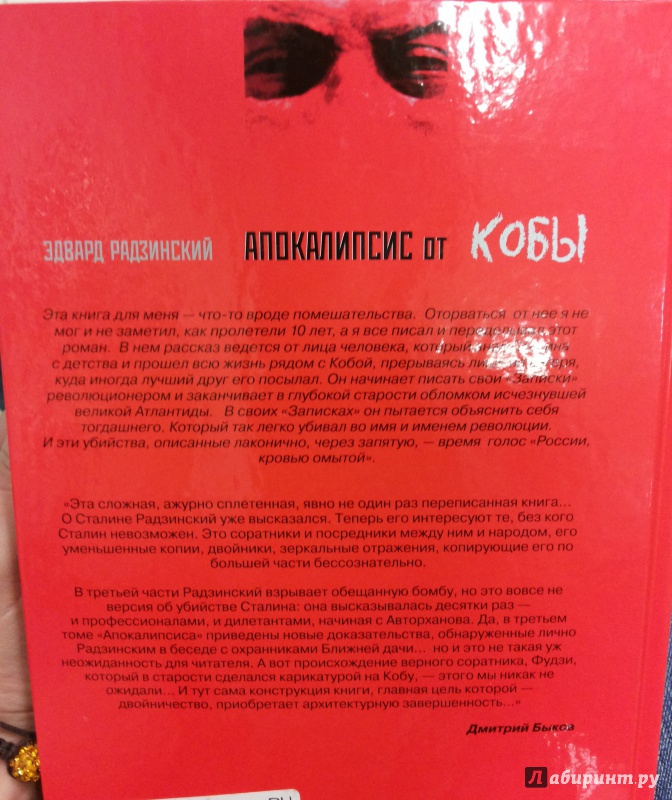 ЭДВАРД РАДЗИНСКИЙ АПОКАЛИПСИС ОТ КОБЫ
Эта книга для меня — что-то вроде помешательства. Оторваться от нее я не
мог и не заметил, как пролетели 10 лет, а я все писал и переделывал этот
роман. В нем рассказ ведется от лица человека, который
с детства и прошел всю жизнь рядом с Кобой, прерываясь
куда иногда лучший друг его посылал. Он начинает писать свои «Записки»
революционером и заканчивает в глубокой старости обломком исчезнувшей
великой Атлантиды. В своих «Записках» он пытается объяснить себя
тогдашнего. Который так легко убивал во имя и именем революции.
И эти убийства, описанные лаконично, через запятую, — время голос «России,
кровью омытой».
«Эта сложная, ажурно сплетенная, явно не один раз переписанная книга...
О Сталине Радзинский уже высказался. Теперь его интересуют те, без кого
Сталин невозможен. Это соратники и посредники между ним и народом, его
уменьшенные копии, двойники, зеркальные отражения, копирующие его по
большей части бессознательно.
В третьей части Радзинский взрывает обещанную бомбу, но это вовсе не
версия об убийстве Сталина: она высказывалась десятки раз —
и профессионалами, и дилетантами, начиная с Авторханова. Да, в третьем
томе «Апокалипсиса» приведены новые доказательства, обнаруженные лично
Радзинским в беседе с охранниками Ближней дачи... но и это не такая уж
неожиданность для читателя. А вот происхождение верного соратника, Фудзи,
который в старости сделался карикатурой на Кобу, — этого мы никак не
ожидали... И тут сама конструкция книги, главная цель которой —
двойничество, приобретает архитектурную завершенность...»
Дмитрий Быков
Лабиринт.ру